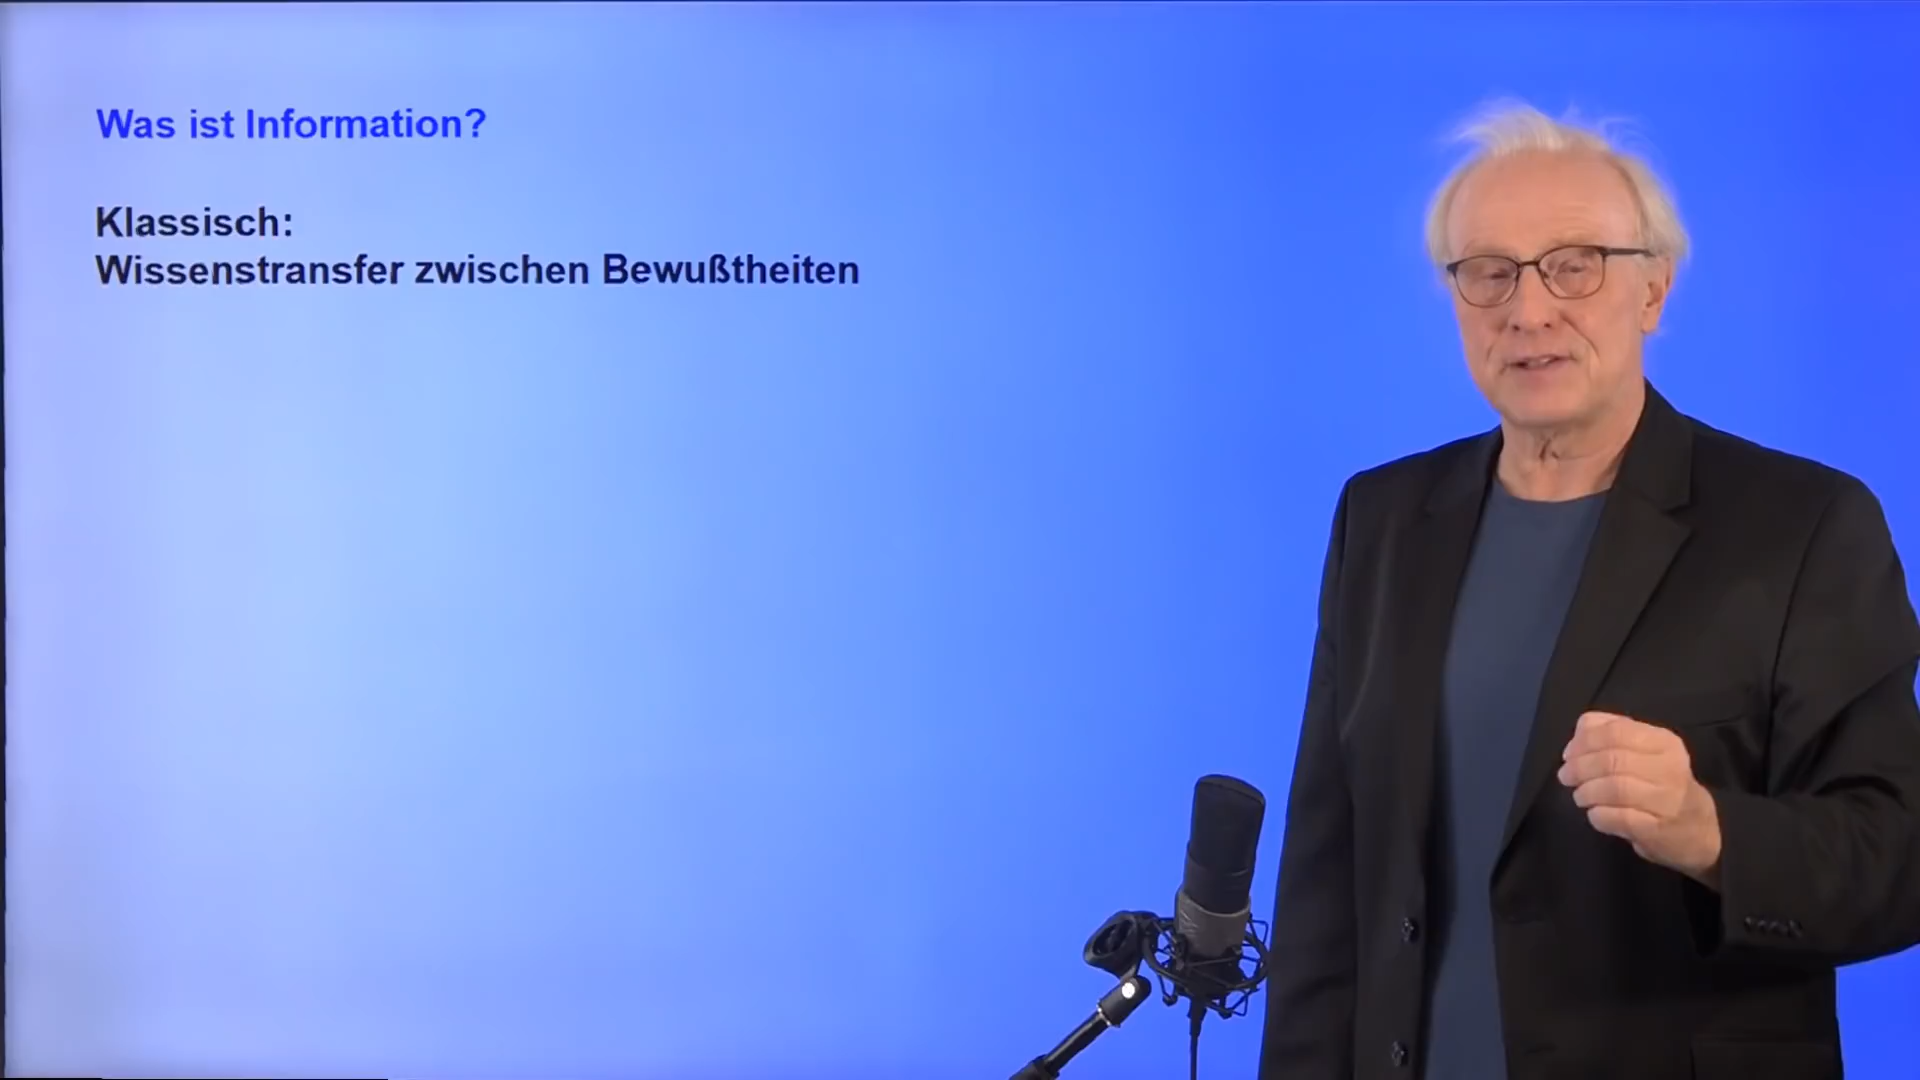 Was ist Information?
Klassisch:
Wissenstransfer zwischen Bewußtheiten